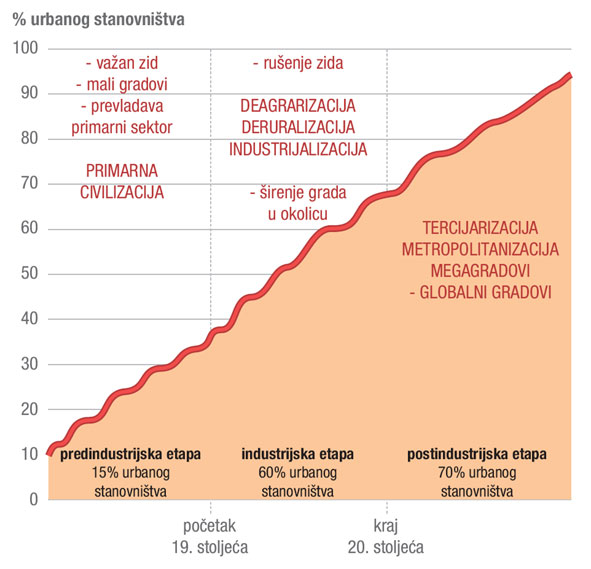 % urbanog stanovništva
100
90
80
70
60
50
40
30
20
10
0
- važan zid
- mali gradovi
- prevladava
primarni sektor
PRIMARNA
CIVILIZACIJA
- rušenje zida
DEAGRARIZACIJA
DERURALIZACIJA
INDUSTRIJALIZACIJA
- širenje grada
u okolicu
TERCIJARIZACIJA
METROPOLITANIZACIJA
MEGAGRADOVI
- GLOBALNI GRADOVI
predindustrijska etapa
15% urbanog
stanovništva
industrijska etapa
60% urbanog
stanovništva
postindustrijska etapa
70% urbanog
stanovništva
početak
19. stoljeća
kraj
20. stoljeća